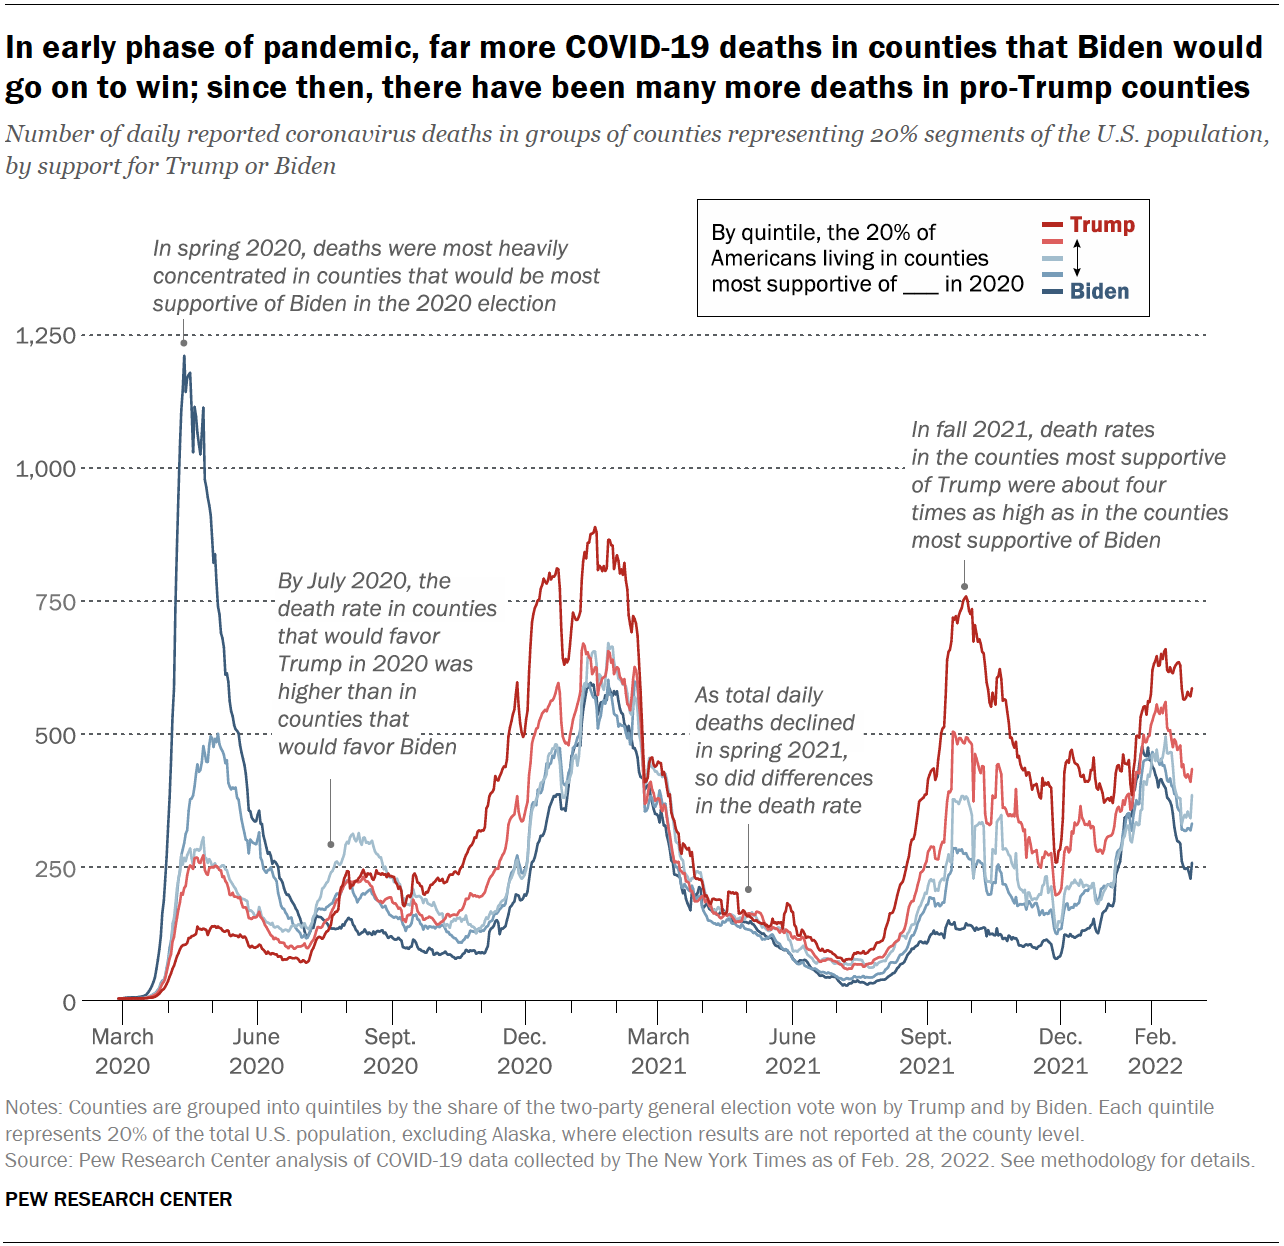 In early phase of pandemic, far more COVID-19 deaths in counties that Biden would
go on to win; since then, there have been many more deaths in pro-Trump counties
Number of daily reported coronavirus deaths in groups of counties representing 20% segments of the U.S. population,
by support for Trump or Biden
By quintile, the 20% of
Americans living in counties
most supportive of ___ in 2020
Trump
Biden
In spring 2020, deaths were most heavily
concentrated in counties that would be most
supportive of Biden in the 2020 election
1,250
In fall 2021, death rates
in the counties most supportive
of Trump were about four
times as high as in the counties
most supportive of Biden
1,000
By July 2020, the
death rate in counties
that would favor
Trump in 2020 was
higher than in
counties that
would favor Biden
750
As total daily
deaths declined
in spring 2021,
so did differences
in the death rate
500
250
0
March
2020
June
2020
Sept.
2020
Dec.
2020
March
2021
June
2021
Sept.
2021
Dec.
2021
Feb.
2022
Notes: Counties are grouped into quintiles by the share of the two-party general election vote won by Trump and by Biden. Each quintile
represents 20% of the total U.S. population, excluding Alaska, where election results are not reported at the county level.
Source: Pew Research Center analysis of COVID-19 data collected by The New York Times as of Feb. 28, 2022. See methodology for details.
PEW RESEARCH CENTER